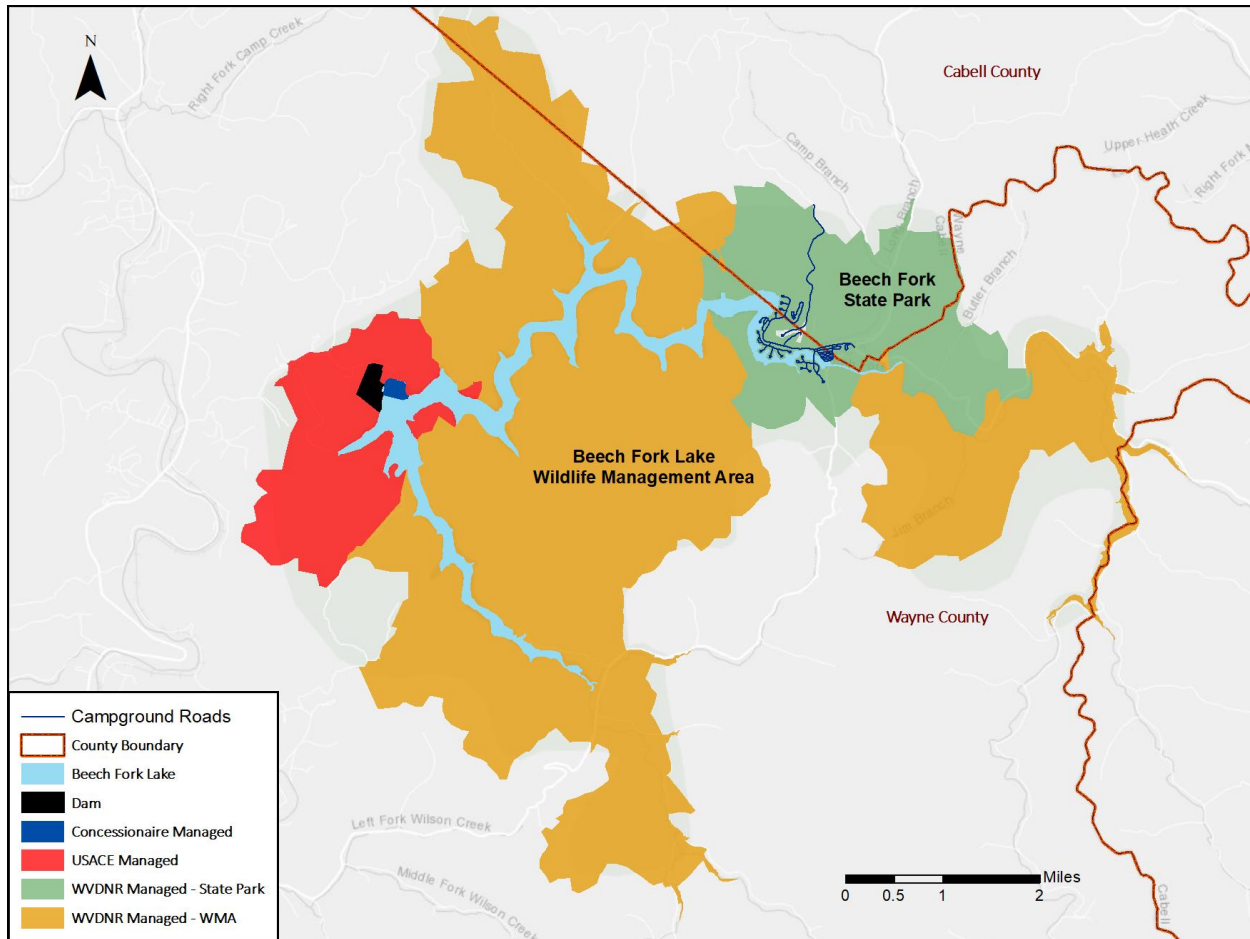 N
Right Fork Camp Creek
Cabell County
Upper Heath Creek
Camp Branch
Wayne
Cabell
Butler Branch
Beech Fork
State Park
Beech Fork Lake
Wildlife Management Area
Jim Branch
Wayne County
Left Fork Wilson Creek
Middle Fork Wilson Creek
Cabell
Campground Roads
County Boundary
Beech Fork Lake
Dam
Concessionaire Managed
USACE Managed
WVDNR Managed - State Park
WVDNR Managed - WMA
Miles
0 0.5 1 2